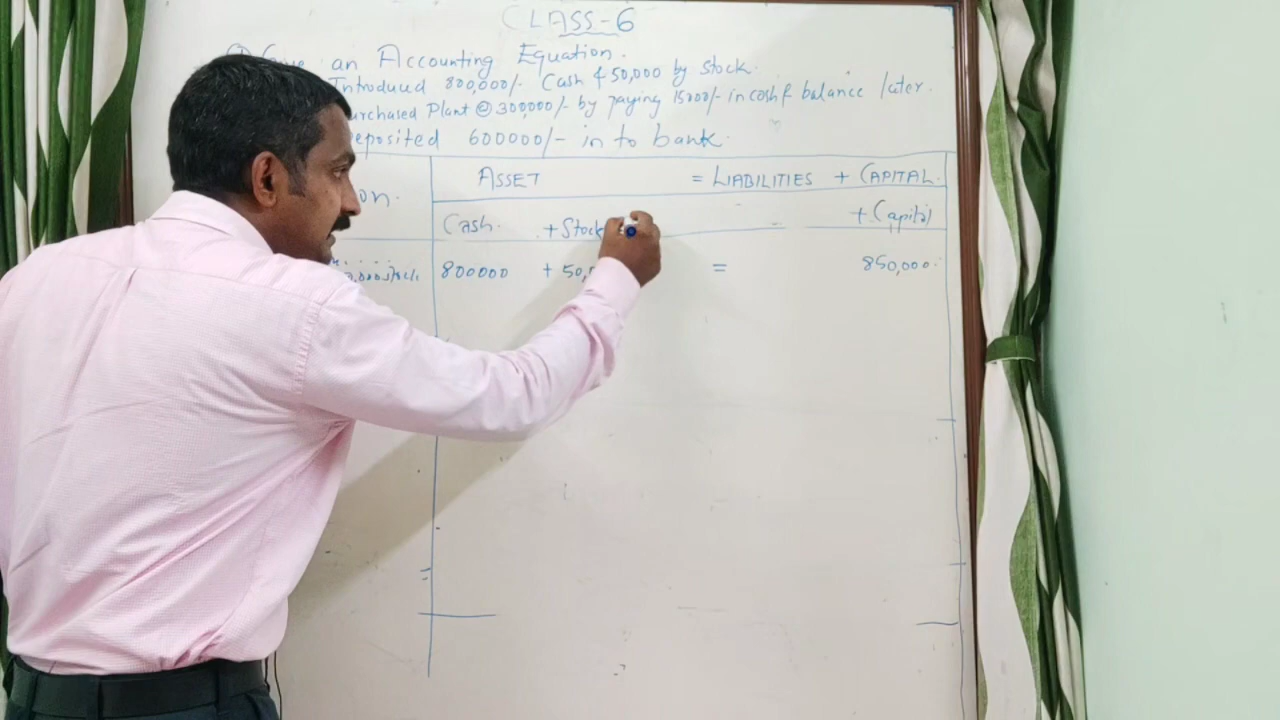 CLASS-6
an Accounting Equation.
Introduced 800,000/- Cash & 50,000 by stock.
urchased Plant @ 300,000/- by paying 15000/- in cash & balance later.
eposited 600000/- in to bank.
on. ASSET = LIABILITIES + CAPITAL.
Cash. + Stock + Capital
800000 + 50, = 850,000.